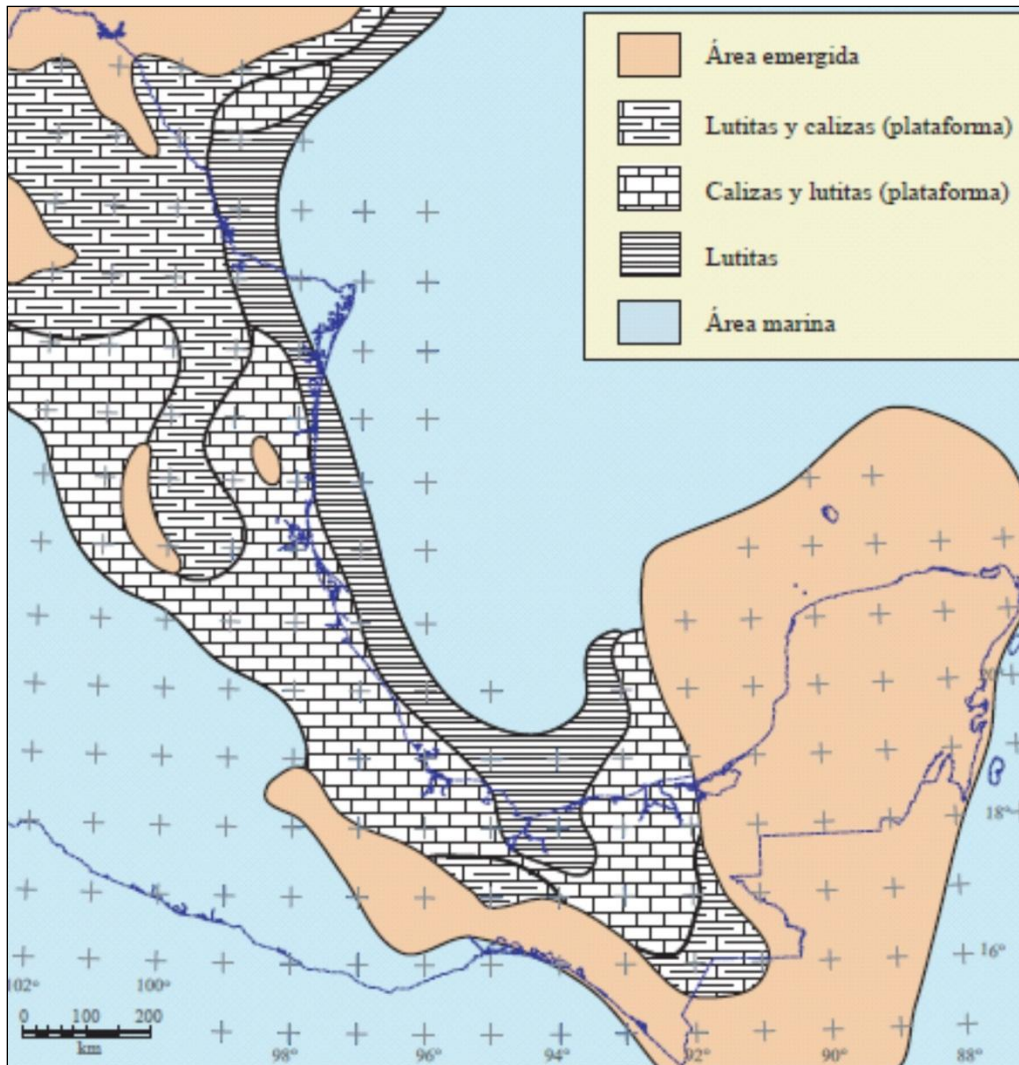 Área emergida
Lutitas y calizas (plataforma)
Calizas y lutitas (plataforma)
Lutitas
Área marina
20°
18°
16°
102°
100°
0 100 200
km
98°
96°
94°
92°
90°
88°